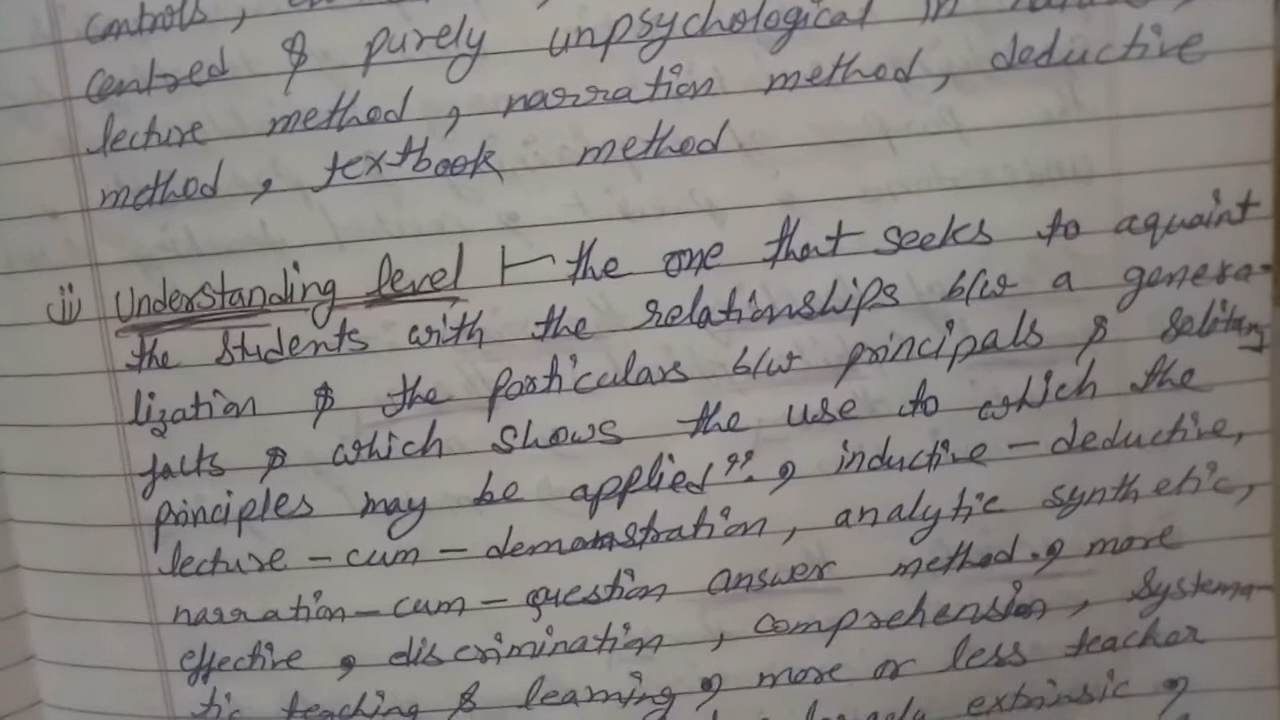 controls,
centred & purely unpsychological in
lecture method, narration method, deductive
method, textbook method.
ii) Understanding level |— the one that seeks to aquaint
the students with the relationships b/w a genera-
lization & the particulars b/w principals & solitary
facts & which shows the use to which the
principles may be applied". , inductive - deductive,
lecture - cum - demonstration, analytic synthetic,
narration - cum - question answer method. , more
effective , discrimination , comprehension, systema-
tic teaching & learning , more or less teacher
extrinsic ,